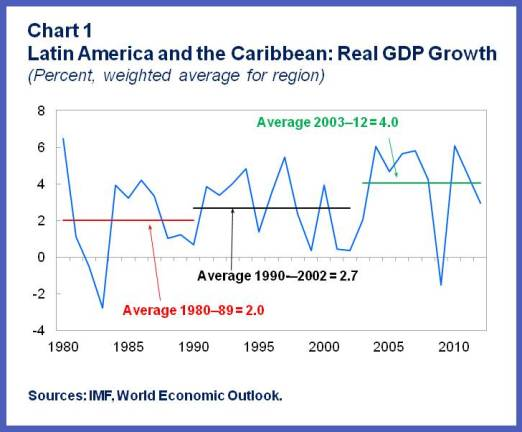 Chart 1
Latin America and the Caribbean: Real GDP Growth
(Percent, weighted average for region)
8
6
4
2
0
-2
-4
Average 2003–12 = 4.0
Average 1990-–2002 = 2.7
Average 1980–89 = 2.0
1980 1985 1990 1995 2000 2005 2010
Sources: IMF, World Economic Outlook.